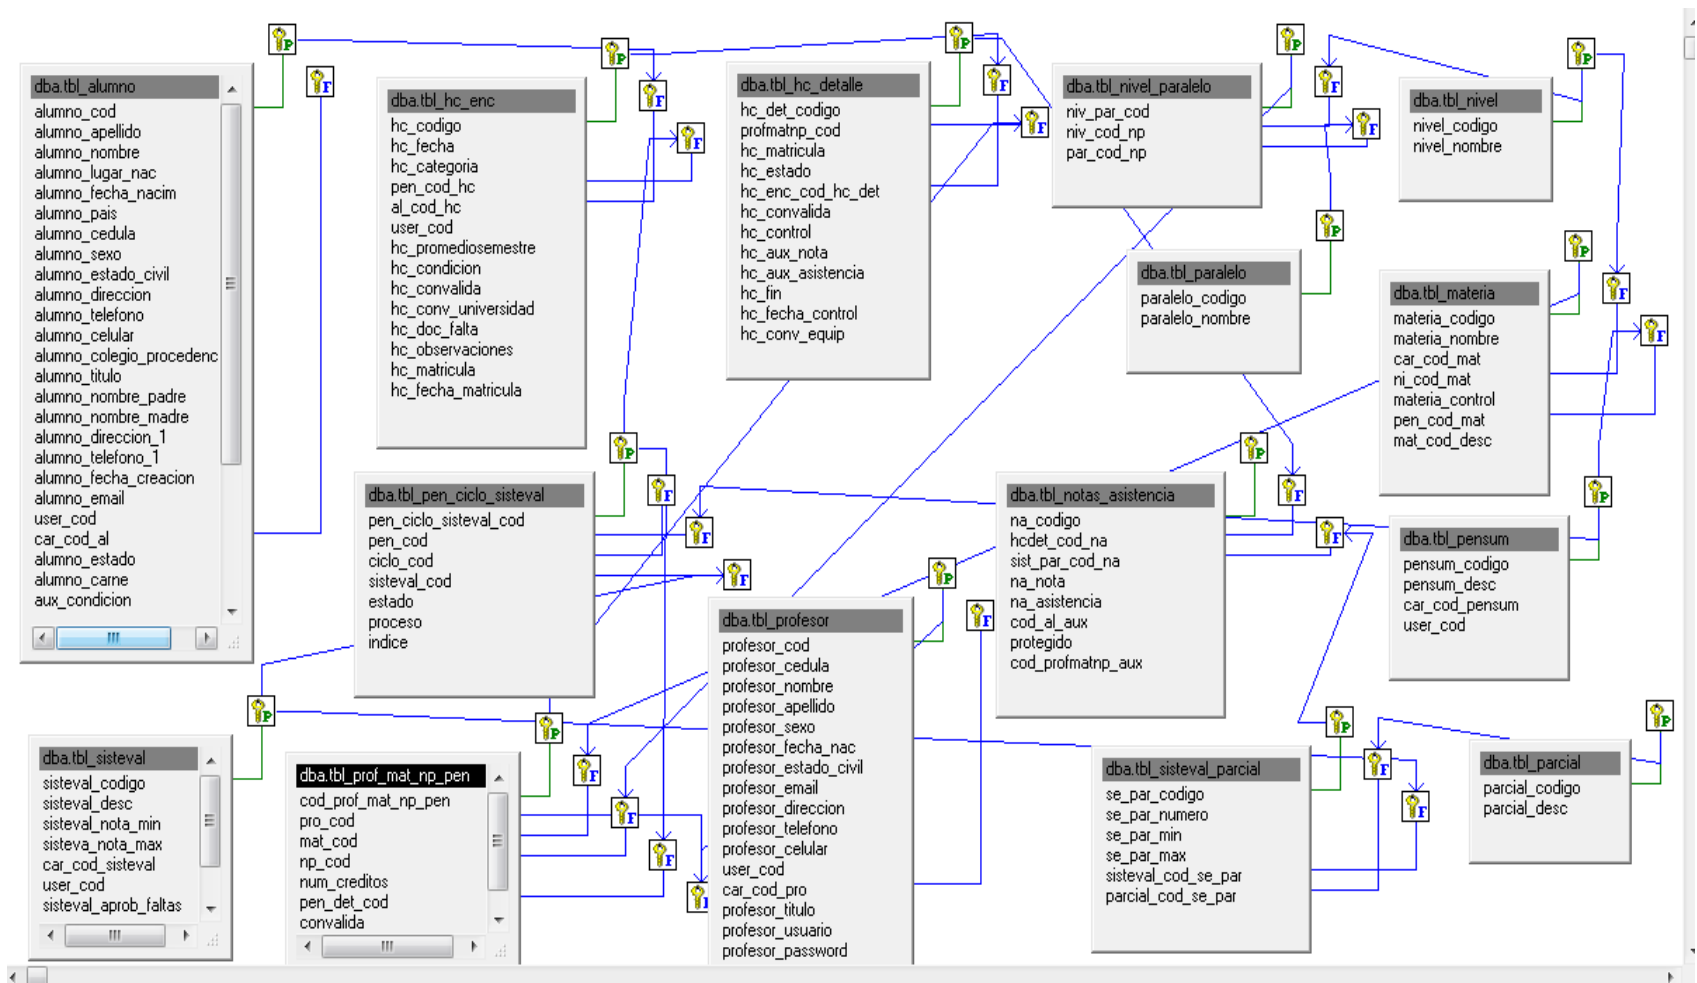 dba.tbl_alumno
alumno_cod
alumno_apellido
alumno_nombre
alumno_lugar_nac
alumno_fecha_nacim
alumno_pais
alumno_cedula
alumno_sexo
alumno_estado_civil
alumno_direccion
alumno_telefono
alumno_celular
alumno_colegio_procedenc
alumno_titulo
alumno_nombre_padre
alumno_nombre_madre
alumno_direccion_1
alumno_telefono_1
alumno_fecha_creacion
alumno_email
user_cod
car_cod_al
alumno_estado
alumno_carne
aux_condicion
dba.tbl_hc_enc
hc_codigo
hc_fecha
hc_categoria
pen_cod_hc
al_cod_hc
user_cod
hc_promediosemestre
hc_condicion
hc_convalida
hc_conv_universidad
hc_doc_falta
hc_observaciones
hc_matricula
hc_fecha_matricula
dba.tbl_hc_detalle
hc_det_codigo
profmatnp_cod
hc_matricula
hc_estado
hc_enc_cod_hc_det
hc_convalida
hc_control
hc_aux_nota
hc_aux_asistencia
hc_fin
hc_fecha_control
hc_conv_equip
dba.tbl_nivel_paralelo
niv_par_cod
niv_cod_np
par_cod_np
dba.tbl_nivel
nivel_codigo
nivel_nombre
dba.tbl_paralelo
paralelo_codigo
paralelo_nombre
dba.tbl_materia
materia_codigo
materia_nombre
car_cod_mat
ni_cod_mat
materia_control
pen_cod_mat
mat_cod_desc
dba.tbl_pen_ciclo_sisteval
pen_ciclo_sisteval_cod
pen_cod
ciclo_cod
sisteval_cod
estado
proceso
indice
dba.tbl_notas_asistencia
na_codigo
hcdet_cod_na
sist_par_cod_na
na_nota
na_asistencia
cod_al_aux
protegido
cod_profmatnp_aux
dba.tbl_pensum
pensum_codigo
pensum_desc
car_cod_pensum
user_cod
dba.tbl_profesor
profesor_cod
profesor_cedula
profesor_nombre
profesor_apellido
profesor_sexo
profesor_fecha_nac
profesor_estado_civil
profesor_email
profesor_direccion
profesor_telefono
profesor_celular
user_cod
car_cod_pro
profesor_titulo
profesor_usuario
profesor_password
dba.tbl_sisteval
sisteval_codigo
sisteval_desc
sisteval_nota_min
sisteva_nota_max
car_cod_sisteval
user_cod
sisteval_aprob_faltas
dba.tbl_prof_mat_np_pen
cod_prof_mat_np_pen
pro_cod
mat_cod
np_cod
num_creditos
pen_det_cod
convalida
dba.tbl_sisteval_parcial
se_par_codigo
se_par_numero
se_par_min
se_par_max
sisteval_cod_se_par
parcial_cod_se_par
dba.tbl_parcial
parcial_codigo
parcial_desc